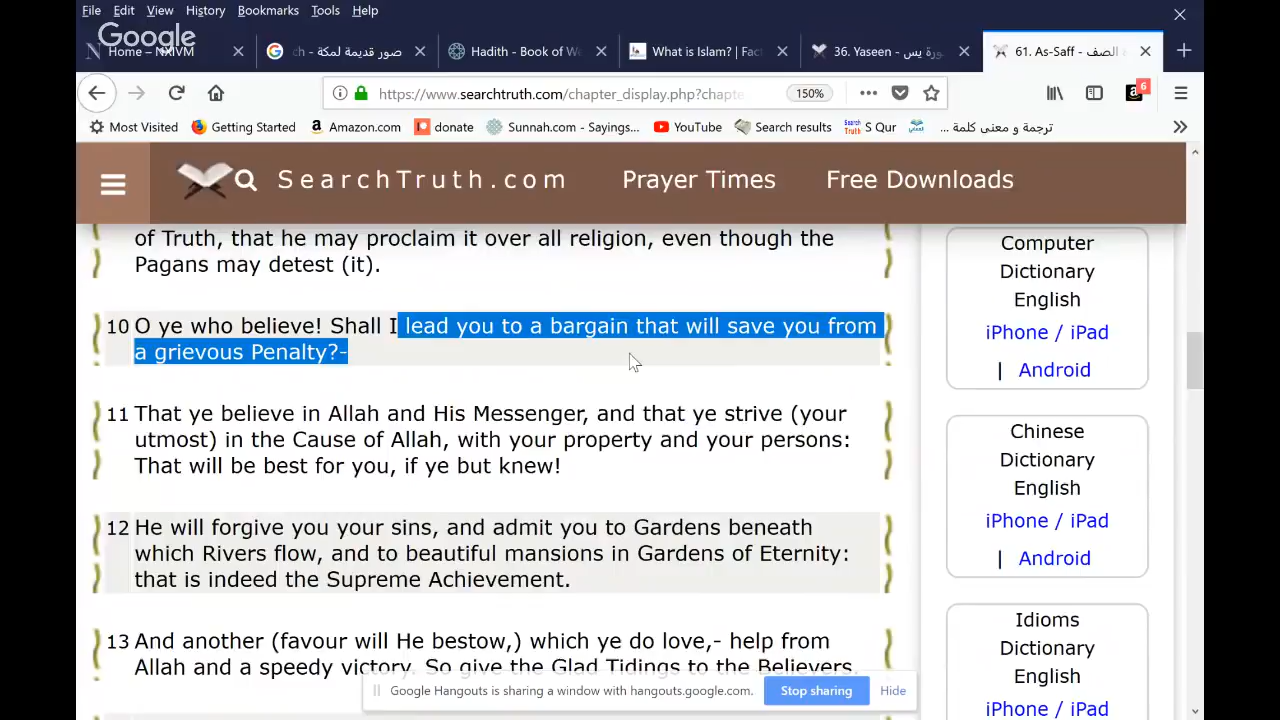 File Edit View History Bookmarks Tools Help
Google
Home – NXIVM
صور قديمة لمكة
Hadith - Book of W
What is Islam? | Fac
36. Yaseen - سورة يس
61. As-Saff - الصف
https://www.searchtruth.com/chapter_display.php?chapte
150%
6
Most Visited Getting Started Amazon.com donate Sunnah.com - Sayings... YouTube Search results S Qur ترجمة و معنى كلمة ...
SearchTruth.com Prayer Times Free Downloads
of Truth, that he may proclaim it over all religion, even though the
Pagans may detest (it).
10 O ye who believe! Shall I lead you to a bargain that will save you from
a grievous Penalty?-
11 That ye believe in Allah and His Messenger, and that ye strive (your
utmost) in the Cause of Allah, with your property and your persons:
That will be best for you, if ye but knew!
12 He will forgive you your sins, and admit you to Gardens beneath
which Rivers flow, and to beautiful mansions in Gardens of Eternity:
that is indeed the Supreme Achievement.
13 And another (favour will He bestow,) which ye do love,- help from
Allah and a speedy victory. So give the Glad Tidings to the Believers.
Computer
Dictionary
English
iPhone / iPad
| Android
Chinese
Dictionary
English
iPhone / iPad
| Android
Idioms
Dictionary
English
iPhone / iPad
Google Hangouts is sharing a window with hangouts.google.com. Stop sharing Hide